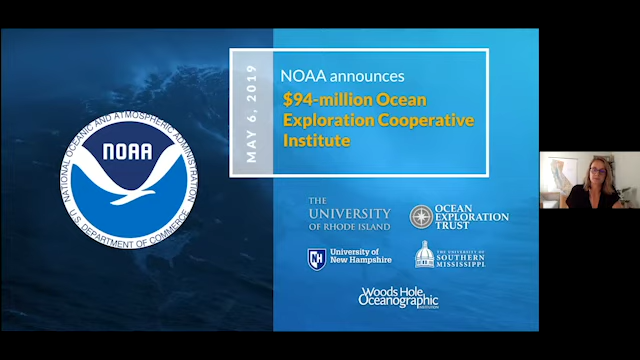 MAY 6, 2019
NOAA announces
$94-million Ocean
Exploration Cooperative
Institute
NATIONAL OCEANIC AND ATMOSPHERIC ADMINISTRATION
NOAA
U.S. DEPARTMENT OF COMMERCE
THE
UNIVERSITY
OF RHODE ISLAND
OCEAN
EXPLORATION
TRUST
NH
University of
New Hampshire
THE UNIVERSITY OF
SOUTHERN
MISSISSIPPI
Woods Hole
Oceanographic
INSTITUTION